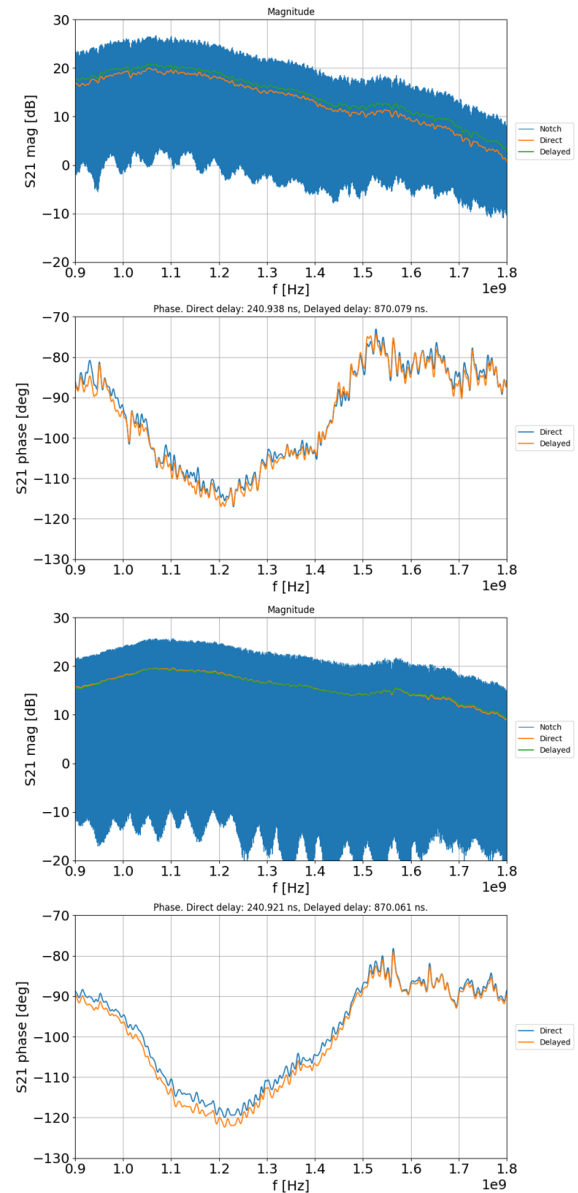 Magnitude
30
20
10
0
−10
−20
S21 mag [dB]
0.9 1.0 1.1 1.2 1.3 1.4 1.5 1.6 1.7 1.8
f [Hz]
1e9
Notch
Direct
Delayed
Phase. Direct delay: 240.938 ns, Delayed delay: 870.079 ns.
−70
−80
−90
−100
−110
−120
−130
S21 phase [deg]
0.9 1.0 1.1 1.2 1.3 1.4 1.5 1.6 1.7 1.8
f [Hz]
1e9
Direct
Delayed
Magnitude
30
20
10
0
−10
−20
S21 mag [dB]
0.9 1.0 1.1 1.2 1.3 1.4 1.5 1.6 1.7 1.8
f [Hz]
1e9
Notch
Direct
Delayed
Phase. Direct delay: 240.921 ns, Delayed delay: 870.061 ns.
−70
−80
−90
−100
−110
−120
−130
S21 phase [deg]
0.9 1.0 1.1 1.2 1.3 1.4 1.5 1.6 1.7 1.8
f [Hz]
1e9
Direct
Delayed